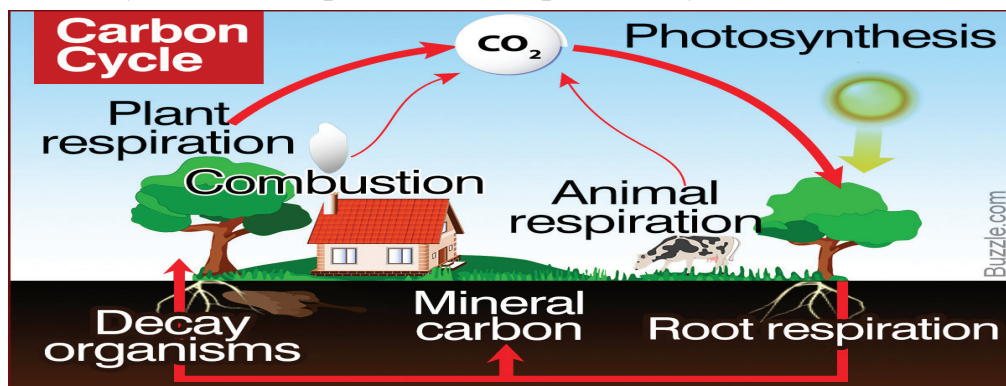 Carbon
Cycle
CO₂
Photosynthesis
Plant
respiration
Combustion
Animal
respiration
Buzzle.com
Decay
organisms
Mineral
carbon
Root respiration